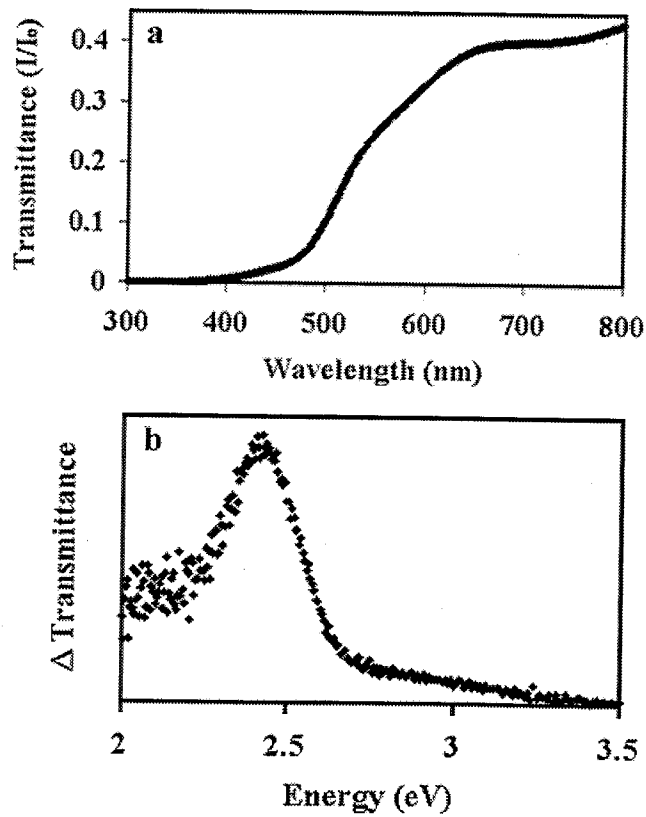 a
Transmittance (I/I₀)
0.4
0.3
0.2
0.1
0
300 400 500 600 700 800
Wavelength (nm)
b
Δ Transmittance
2 2.5 3 3.5
Energy (eV)